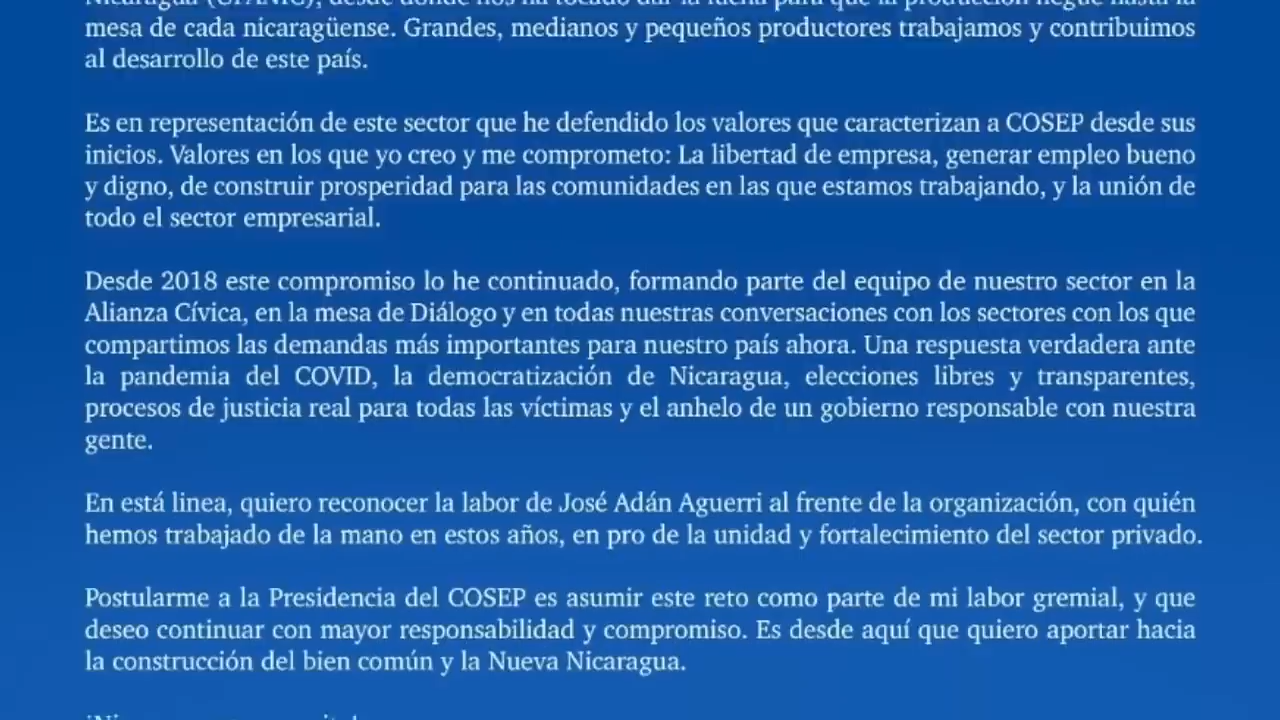 mesa de cada nicaragüense. Grandes, medianos y pequeños productores trabajamos y contribuimos
al desarrollo de este país.
Es en representación de este sector que he defendido los valores que caracterizan a COSEP desde sus
inicios. Valores en los que yo creo y me comprometo: La libertad de empresa, generar empleo bueno
y digno, de construir prosperidad para las comunidades en las que estamos trabajando, y la unión de
todo el sector empresarial.
Desde 2018 este compromiso lo he continuado, formando parte del equipo de nuestro sector en la
Alianza Cívica, en la mesa de Diálogo y en todas nuestras conversaciones con los sectores con los que
compartimos las demandas más importantes para nuestro país ahora. Una respuesta verdadera ante
la pandemia del COVID, la democratización de Nicaragua, elecciones libres y transparentes,
procesos de justicia real para todas las víctimas y el anhelo de un gobierno responsable con nuestra
gente.
En está linea, quiero reconocer la labor de José Adán Aguerri al frente de la organización, con quién
hemos trabajado de la mano en estos años, en pro de la unidad y fortalecimiento del sector privado.
Postularme a la Presidencia del COSEP es asumir este reto como parte de mi labor gremial, y que
deseo continuar con mayor responsabilidad y compromiso. Es desde aquí que quiero aportar hacia
la construcción del bien común y la Nueva Nicaragua.